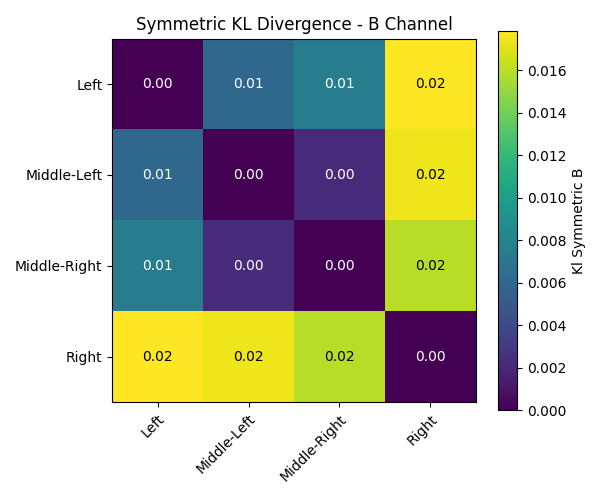 Symmetric KL Divergence - B Channel
Left
0.00 0.01 0.01 0.02
Middle-Left
0.01 0.00 0.00 0.02
Middle-Right
0.01 0.00 0.00 0.02
Right
0.02 0.02 0.02 0.00
Left
Middle-Left
Middle-Right
Right
0.016
0.014
0.012
0.010
0.008
0.006
0.004
0.002
0.000
Kl Symmetric B